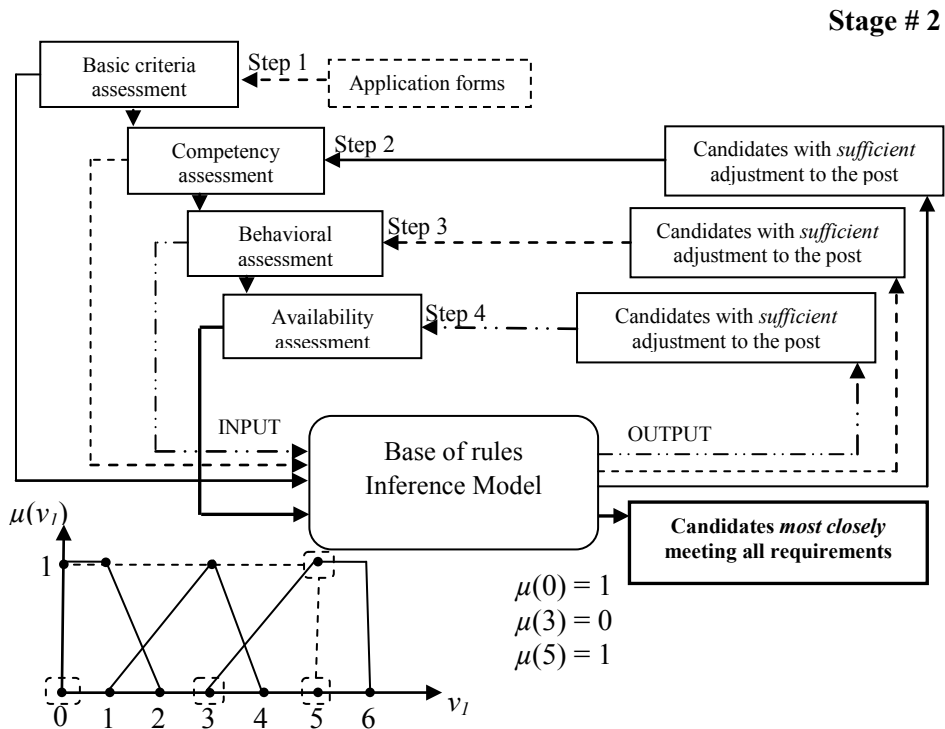 Stage # 2
Basic criteria
assessment
Step 1
Application forms
Competency
assessment
Step 2
Candidates with sufficient
adjustment to the post
Behavioral
assessment
Step 3
Candidates with sufficient
adjustment to the post
Availability
assessment
Step 4
Candidates with sufficient
adjustment to the post
INPUT
Base of rules
Inference Model
OUTPUT
Candidates most closely
meeting all requirements
μ(v1)
1
0 1 2 3 4 5 6
v1
μ(0) = 1
μ(3) = 0
μ(5) = 1